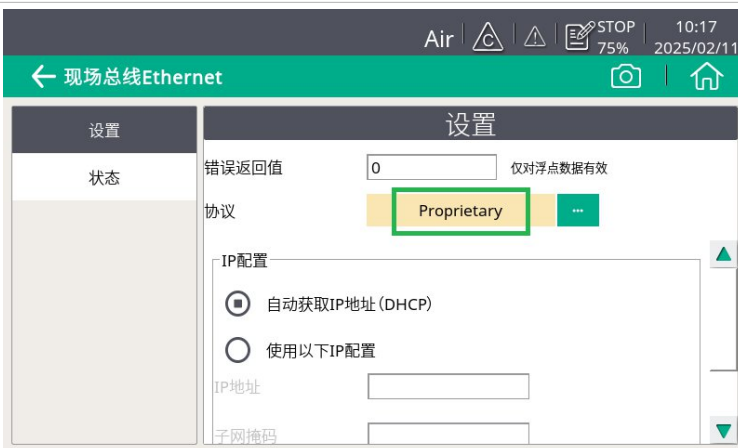 Air C STOP 10:17
75% 2025/02/11
现场总线Ethernet
设置 设置
状态
错误返回值 0 仅对浮点数据有效
协议 Proprietary ...
IP配置
自动获取IP地址(DHCP)
使用以下IP配置
IP地址
子网掩码